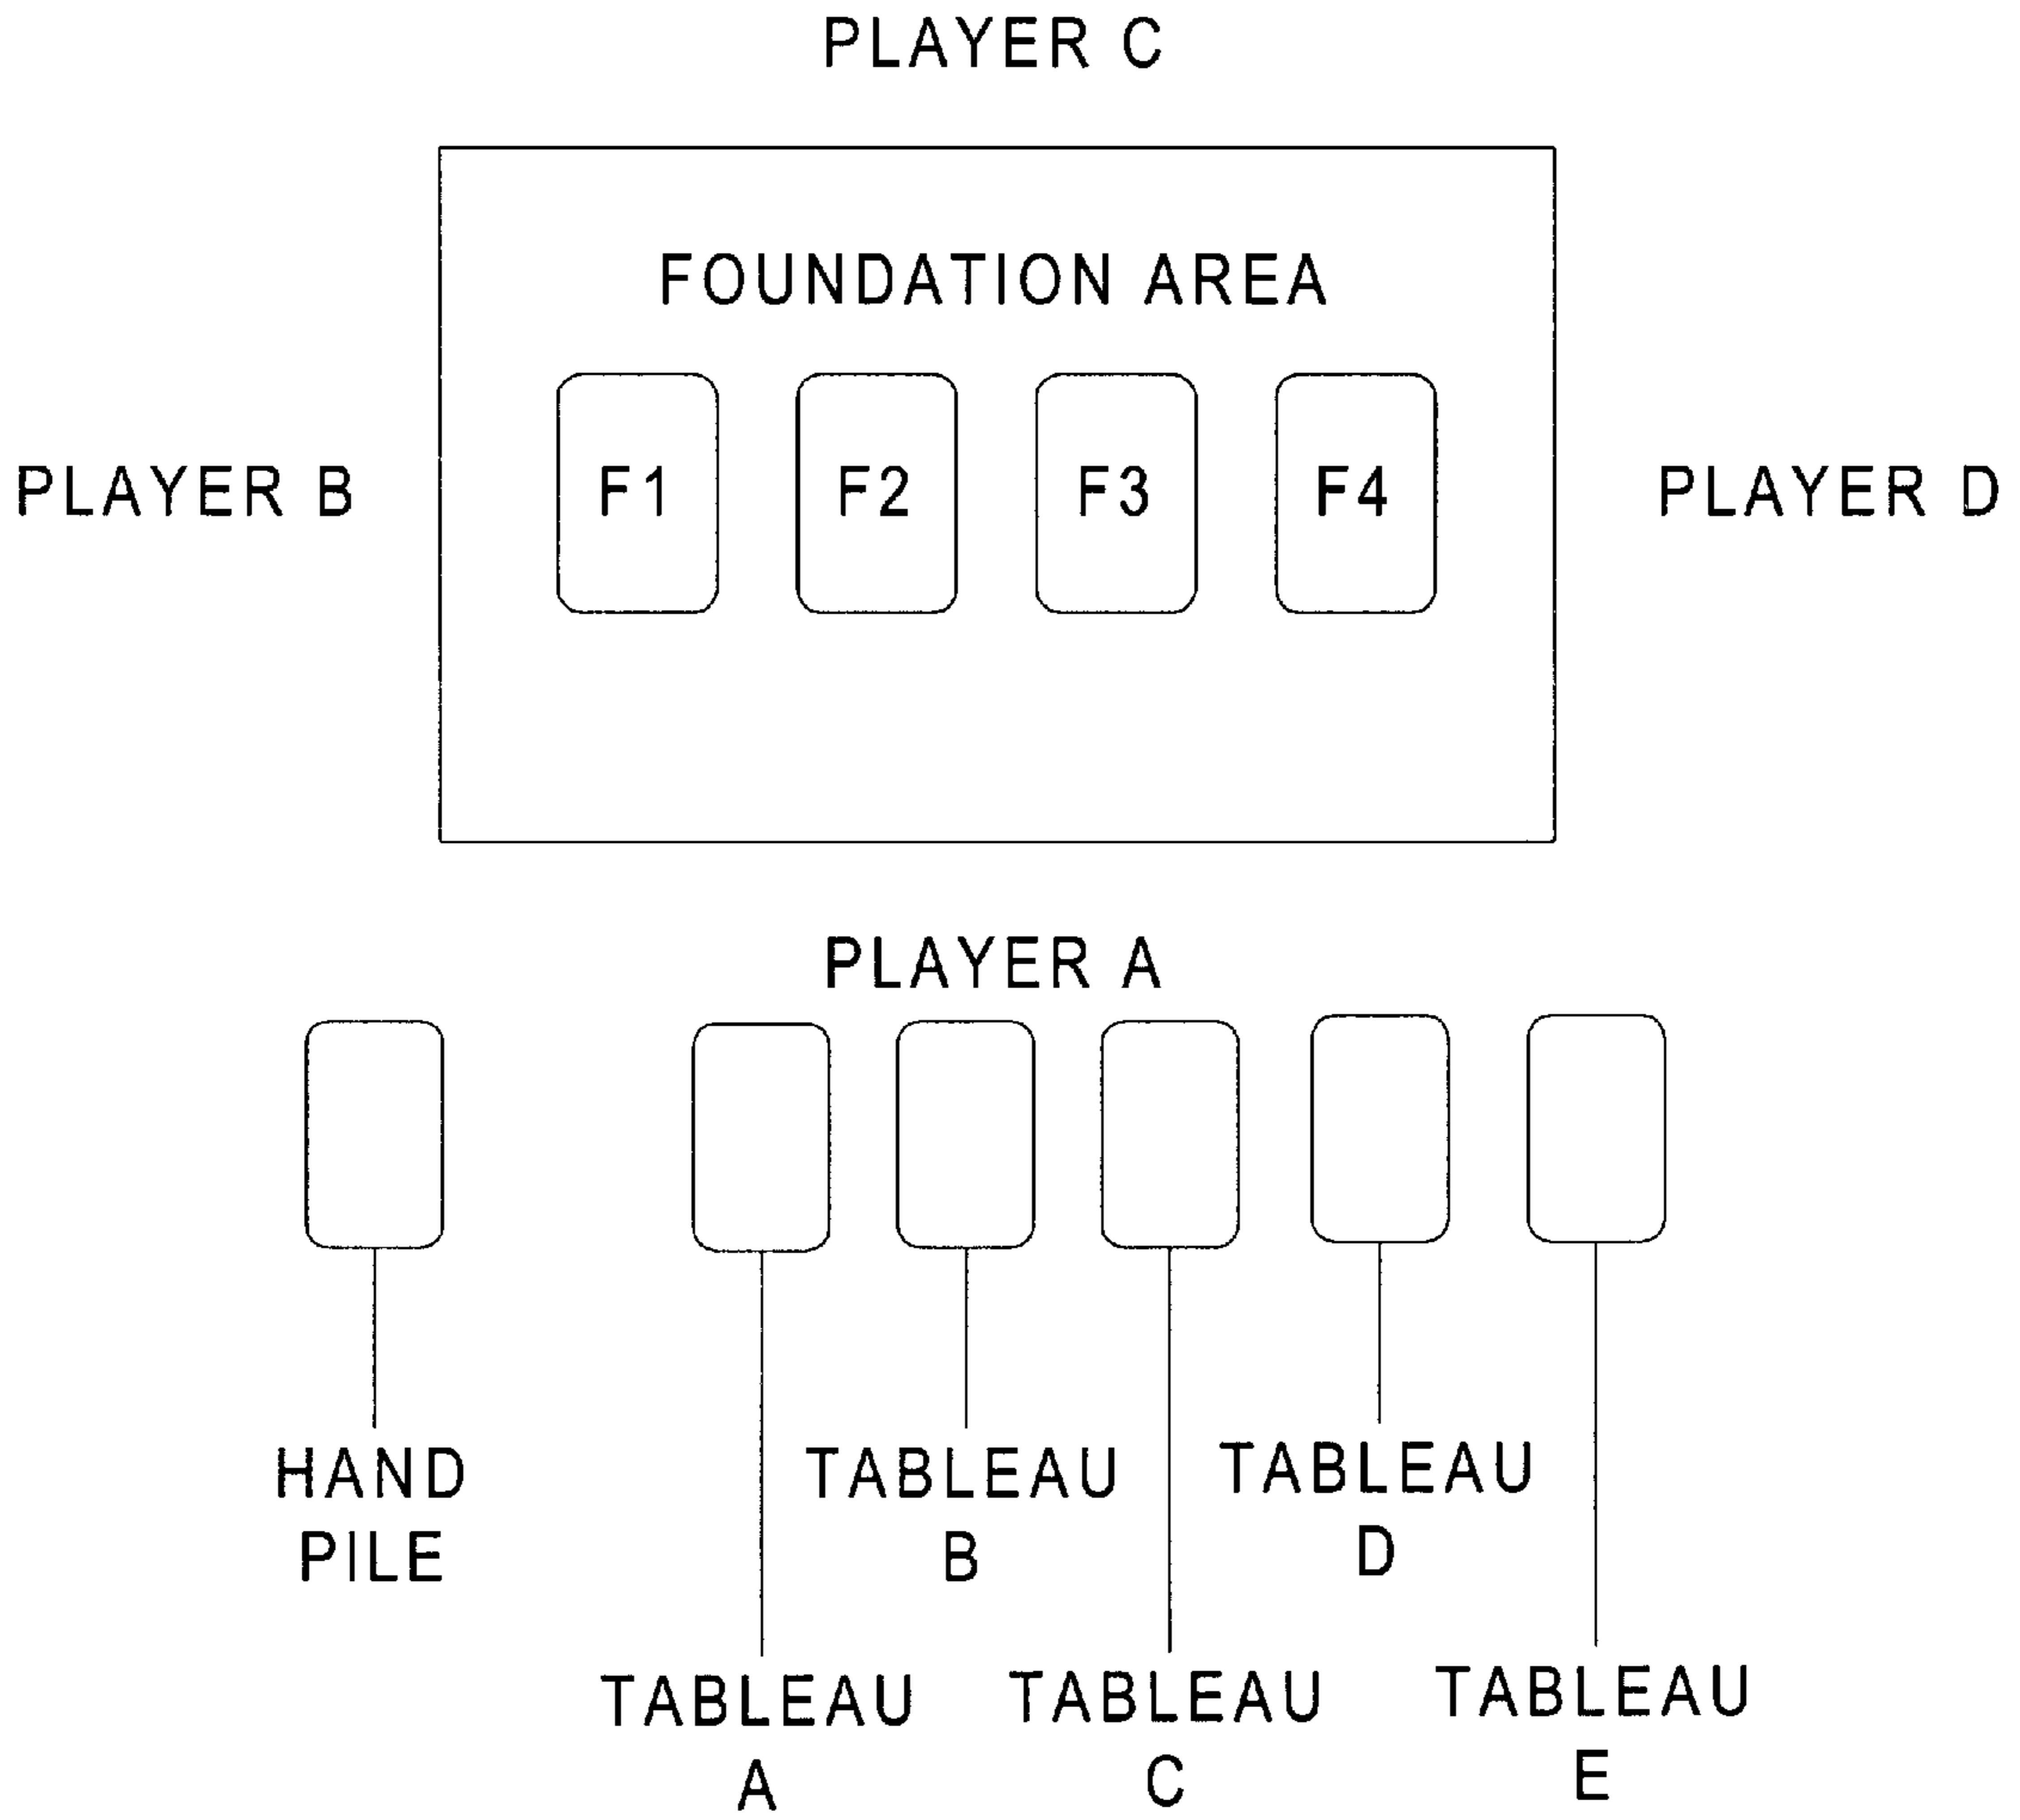 PLAYER C
FOUNDATION AREA
PLAYER B
F1
F2
F3
F4
PLAYER D
PLAYER A
HAND
PILE
TABLEAU
B
TABLEAU
D
TABLEAU
A
TABLEAU
C
TABLEAU
E